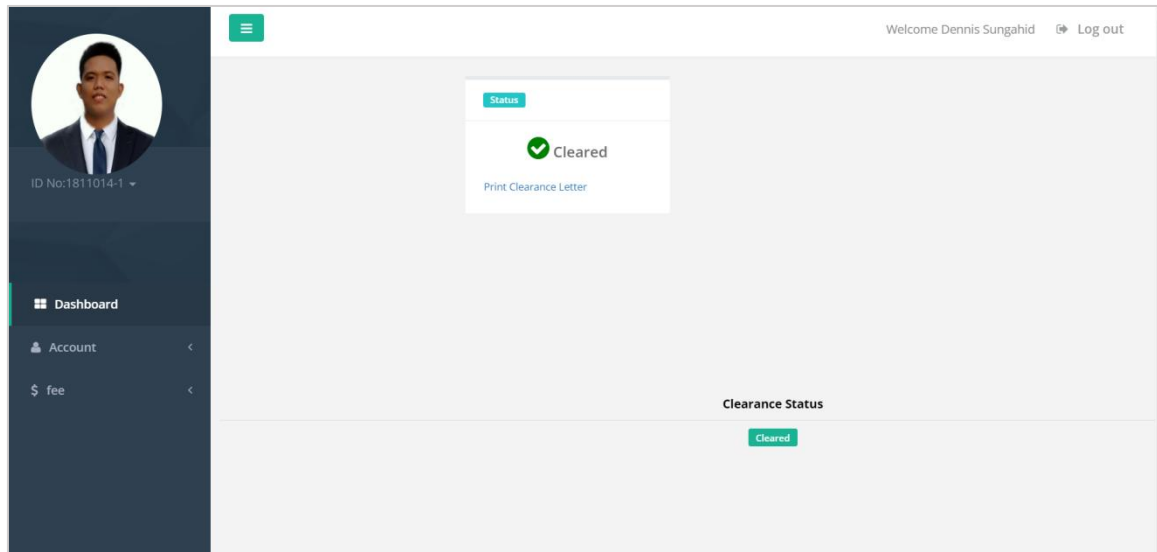 Welcome Dennis Sungahid Log out
Status
Cleared
Print Clearance Letter
ID No:1811014-1
Dashboard
Account
$ fee
Clearance Status
Cleared